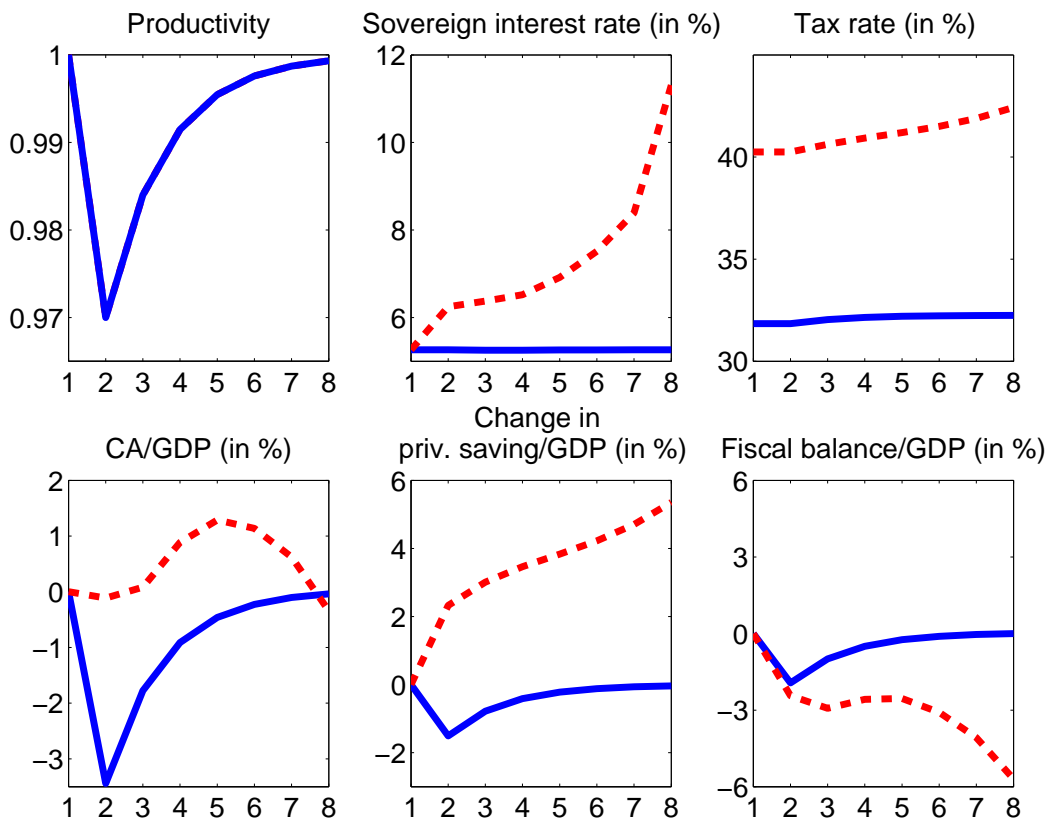 Productivity
Sovereign interest rate (in %)
Tax rate (in %)
1
0.99
0.98
0.97
1 2 3 4 5 6 7 8
12
10
8
6
1 2 3 4 5 6 7 8
40
35
30
1 2 3 4 5 6 7 8
CA/GDP (in %)
Change in
priv. saving/GDP (in %)
Fiscal balance/GDP (in %)
2
1
0
−1
−2
−3
1 2 3 4 5 6 7 8
6
4
2
0
−2
1 2 3 4 5 6 7 8
6
3
0
−3
−6
1 2 3 4 5 6 7 8